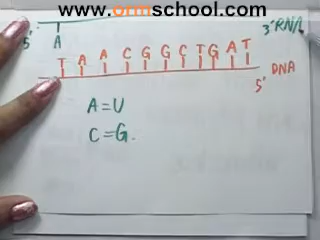 www.ormschool.com
5' A 3' RNA
T A A C G G C T G A T
5' DNA
A=U
C=G.